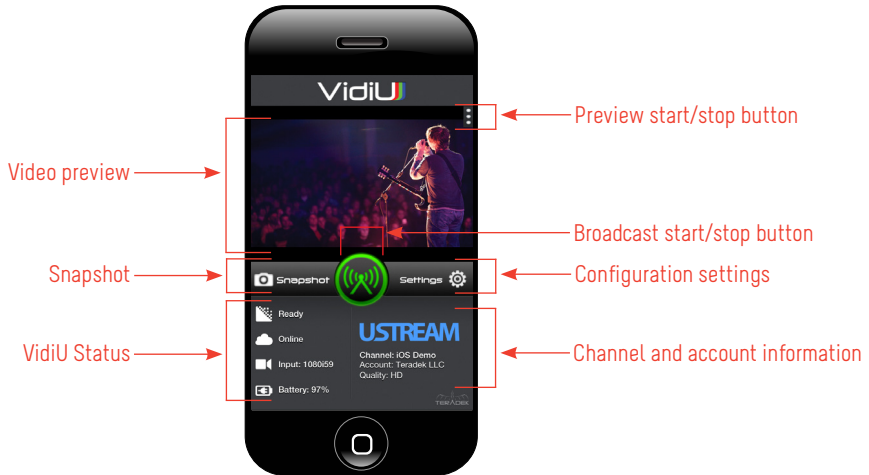 VidiU
Preview start/stop button
Video preview
Broadcast start/stop button
Snapshot
Snapshot
Settings
Configuration settings
VidiU Status
Ready
Online
Input: 1080i59
Battery: 97%
USTREAM
Channel: iOS Demo
Account: Teradek LLC
Quality: HD
Channel and account information
TERADEK